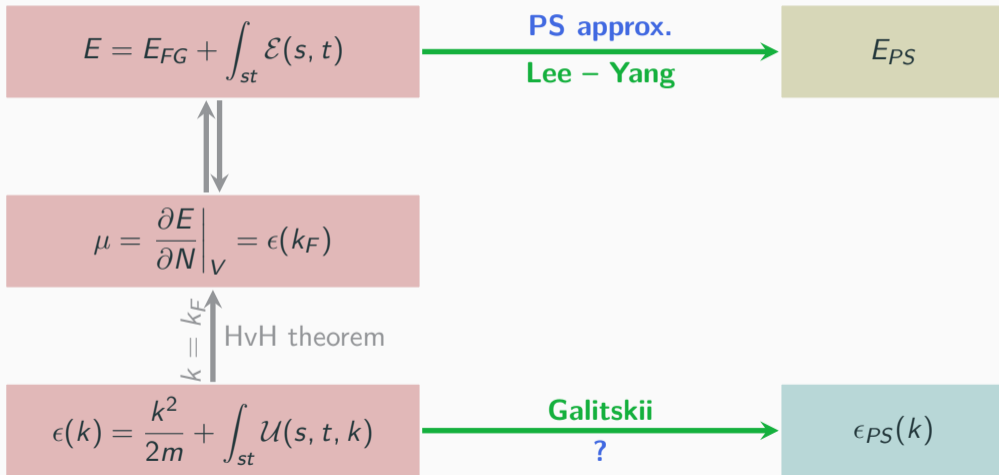 E = E_{FG} + ∫_{st} ℰ(s, t)
PS approx.
Lee – Yang
E_{PS}
μ = ∂E/∂N |_V = ϵ(k_F)
k = k_F
HvH theorem
ϵ(k) = k²/2m + ∫_{st} 𝒰(s, t, k)
Galitskii
?
ϵ_{PS}(k)